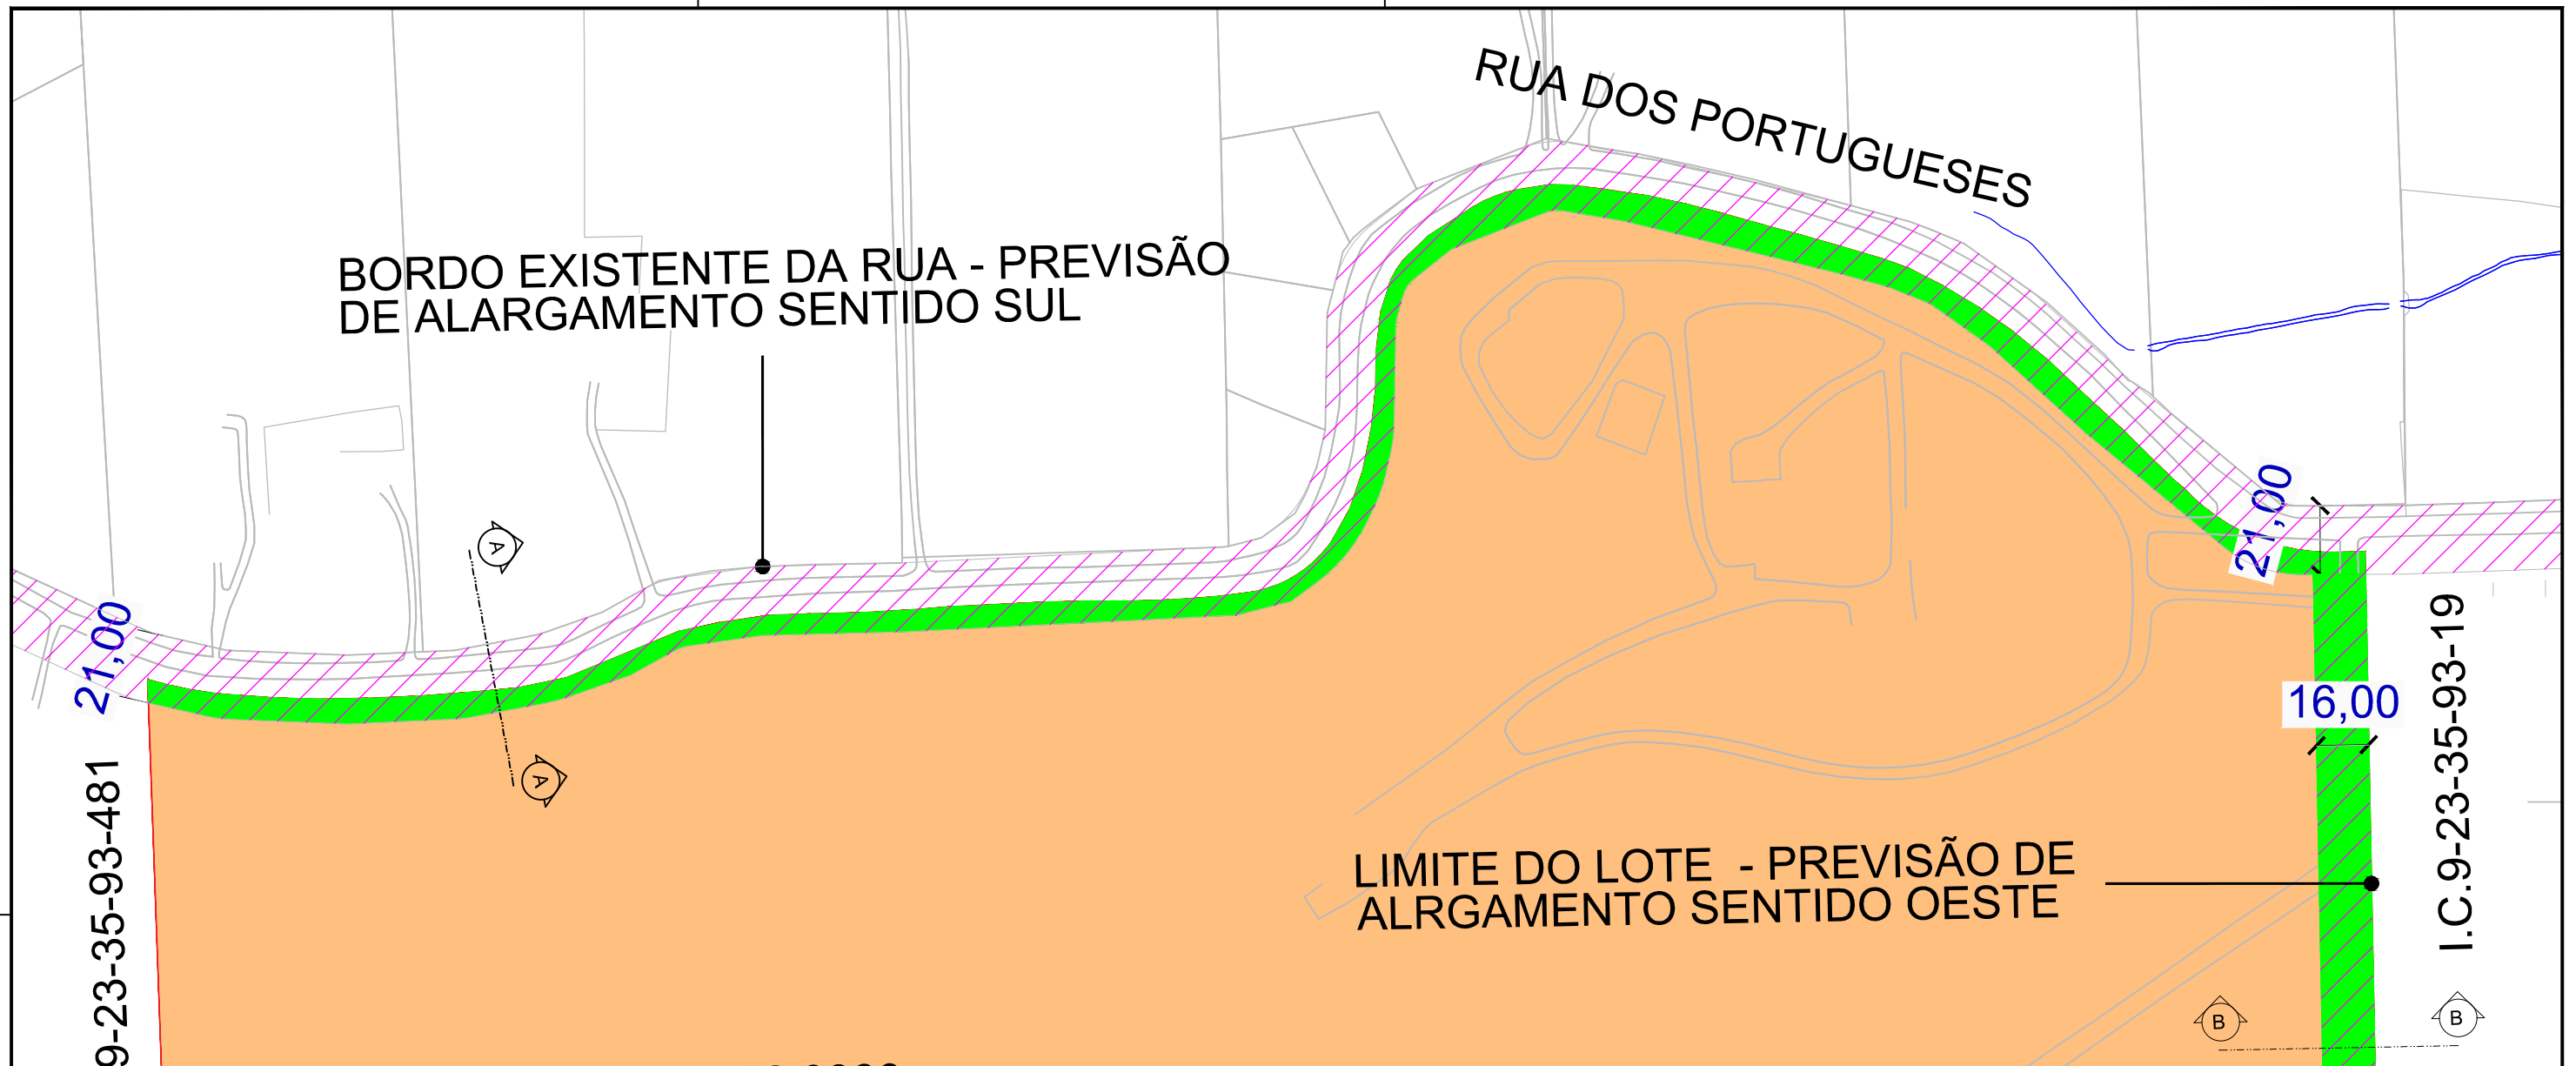 RUA DOS PORTUGUESES
BORDO EXISTENTE DA RUA - PREVISÃO
DE ALARGAMENTO SENTIDO SUL
A
A
21,00
21,00
16,00
9-23-35-93-481
I.C.9-23-35-93-19
LIMITE DO LOTE - PREVISÃO DE
ALRGAMENTO SENTIDO OESTE
B
B